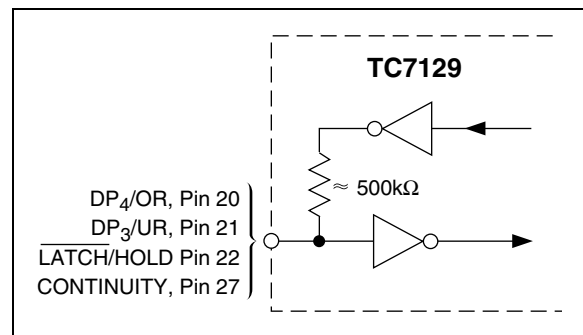 TC7129
≈ 500kΩ
DP4/OR, Pin 20
DP3/UR, Pin 21
LATCH/HOLD Pin 22
CONTINUITY, Pin 27